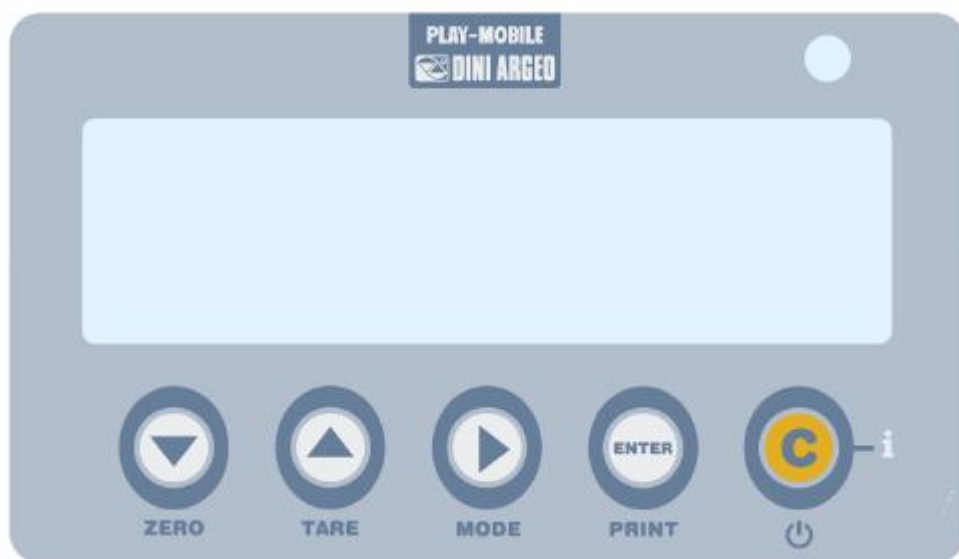 PLAY-MOBILE
DINI ARGEO
ENTER
C
i
ZERO
TARE
MODE
PRINT